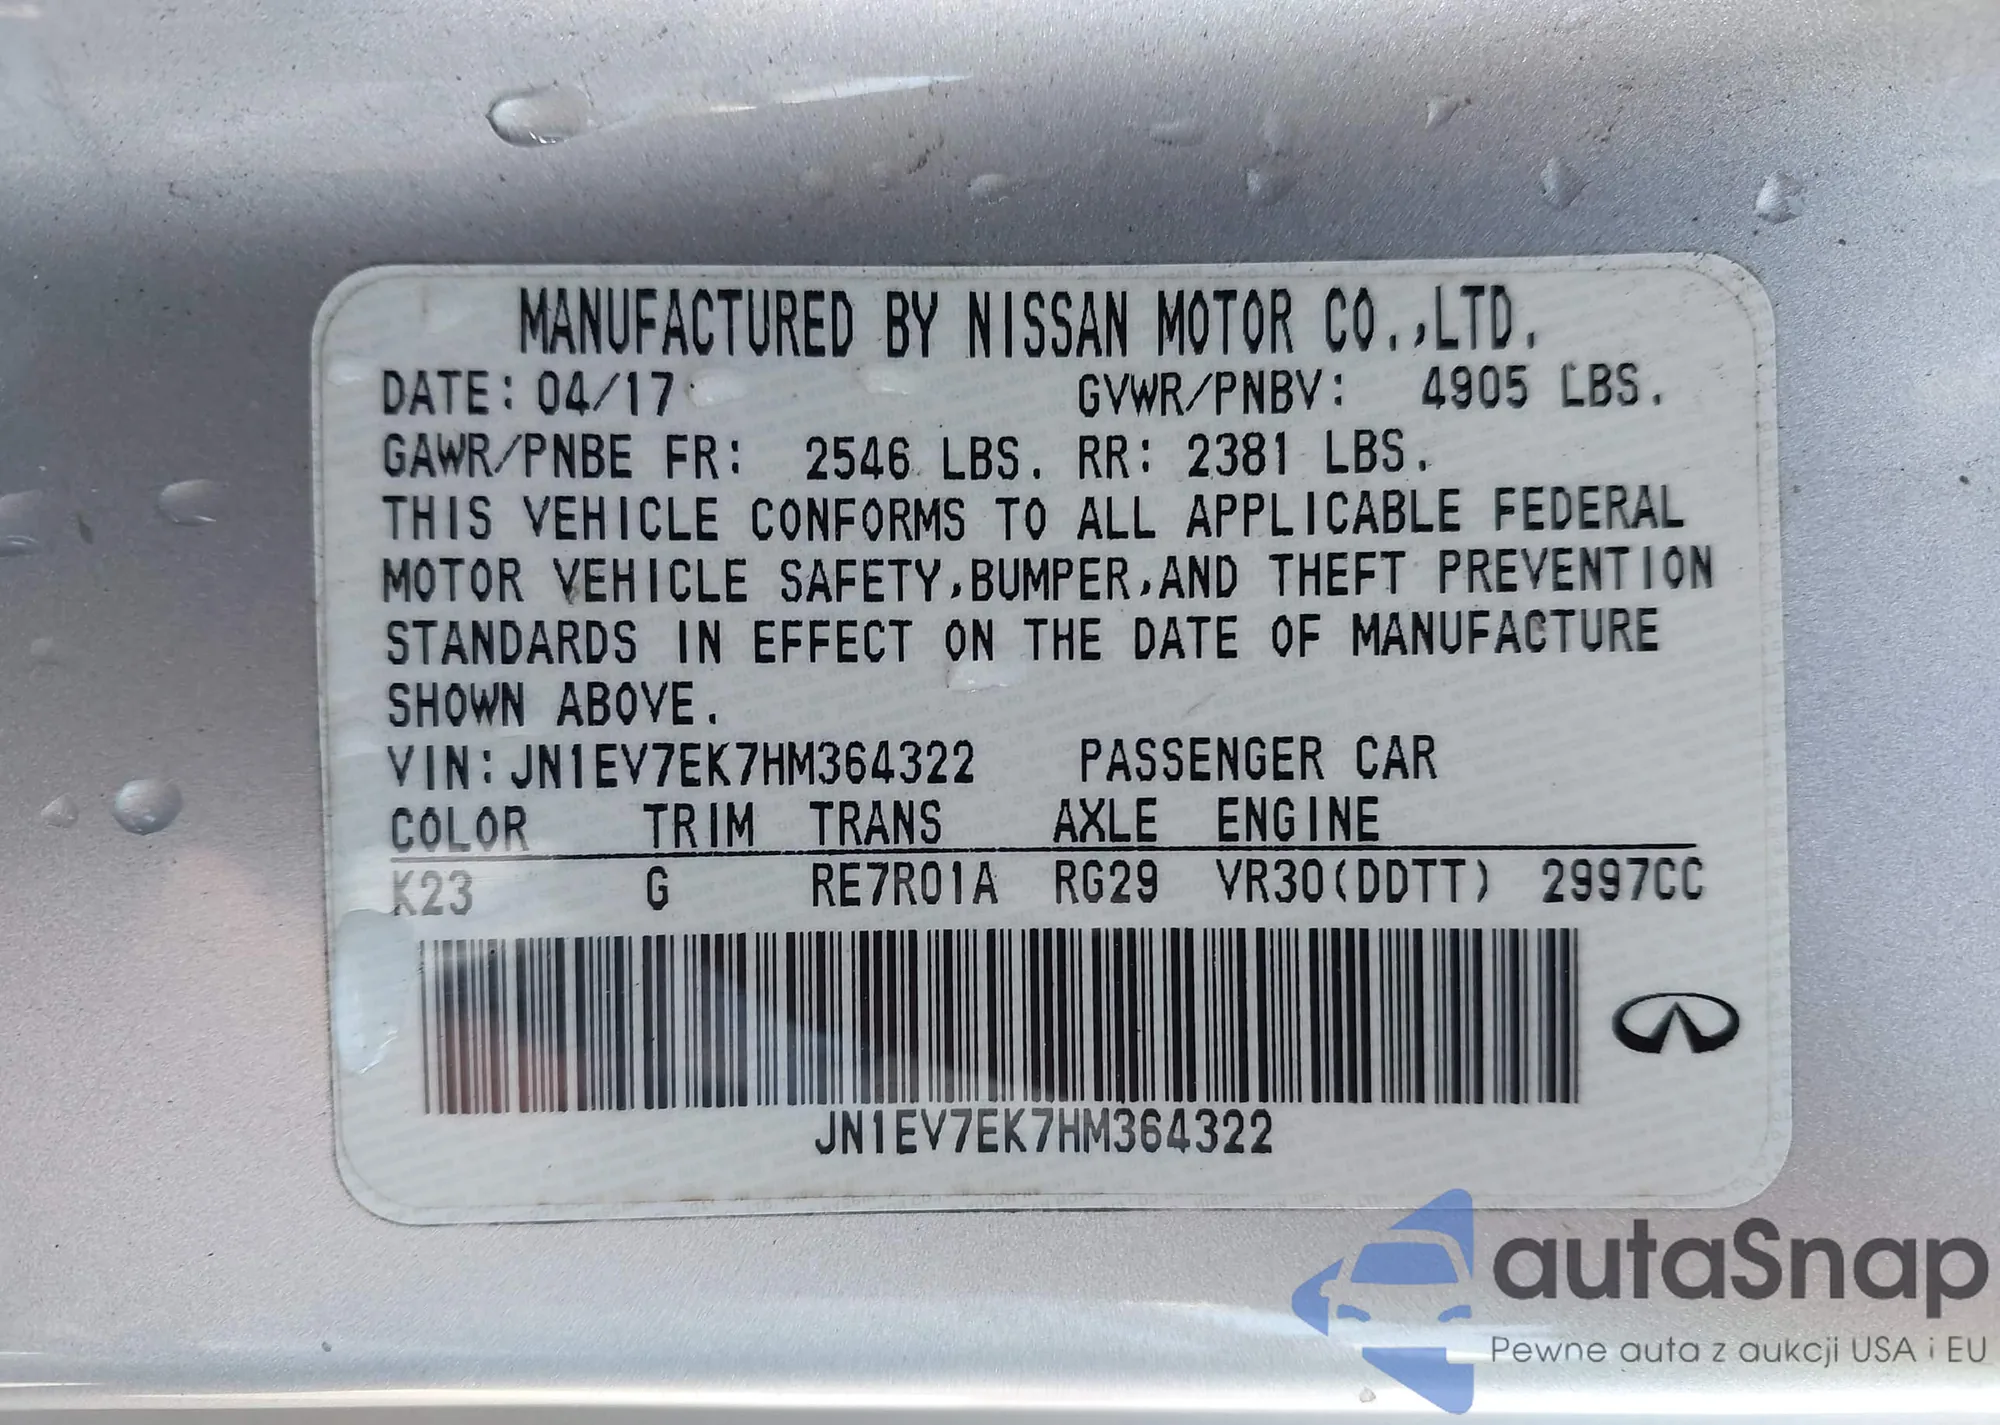 MANUFACTURED BY NISSAN MOTOR CO.,LTD.
DATE: 04/17 GVWR/PNBV: 4905 LBS.
GAWR/PNBE FR: 2546 LBS. RR: 2381 LBS.
THIS VEHICLE CONFORMS TO ALL APPLICABLE FEDERAL
MOTOR VEHICLE SAFETY,BUMPER,AND THEFT PREVENTION
STANDARDS IN EFFECT ON THE DATE OF MANUFACTURE
SHOWN ABOVE.
VIN:JN1EV7EK7HM364322 PASSENGER CAR
COLOR TRIM TRANS AXLE ENGINE
K23 G RE7R01A RG29 VR30(DDTT) 2997CC
JN1EV7EK7HM364322
autaSnap
Pewne auta z aukcji USA i EU